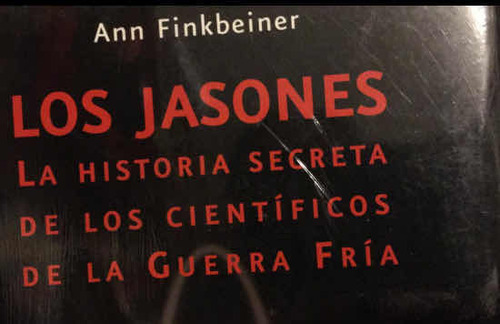 Ann Finkbeiner
LOS JASONES
LA HISTORIA SECRETA
DE LOS CIENTÍFICOS
DE LA GUERRA FRÍA